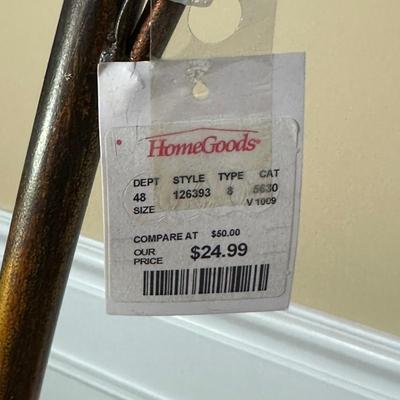 HomeGoods
DEPT STYLE TYPE CAT
48 126393 8 5630
SIZE V 1009
COMPARE AT $50.00
OUR PRICE $24.99